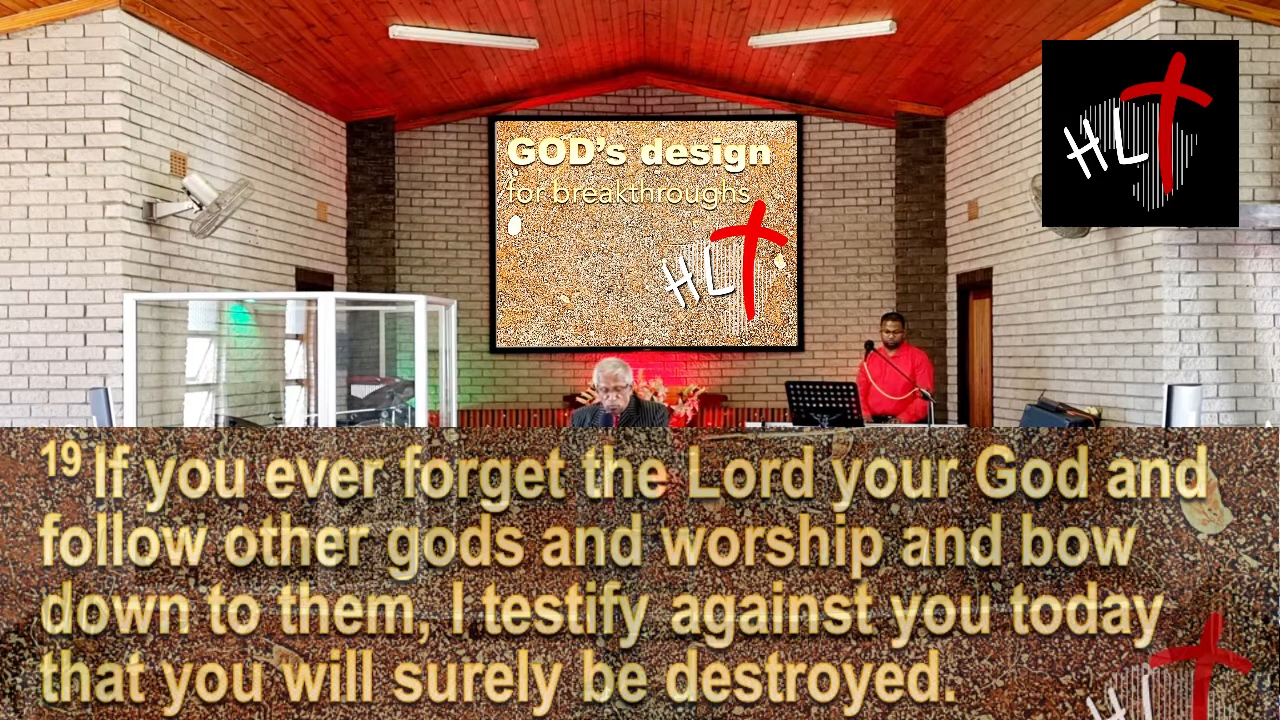 GOD's design
for breakthroughs
HLT
HLT
19 If you ever forget the Lord your God and
follow other gods and worship and bow
down to them, I testify against you today
that you will surely be destroyed.
HL